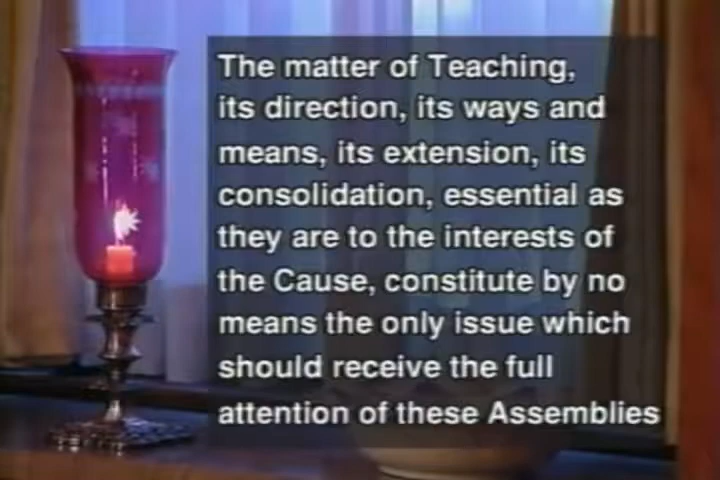 The matter of Teaching,
its direction, its ways and
means, its extension, its
consolidation, essential as
they are to the interests of
the Cause, constitute by no
means the only issue which
should receive the full
attention of these Assemblies